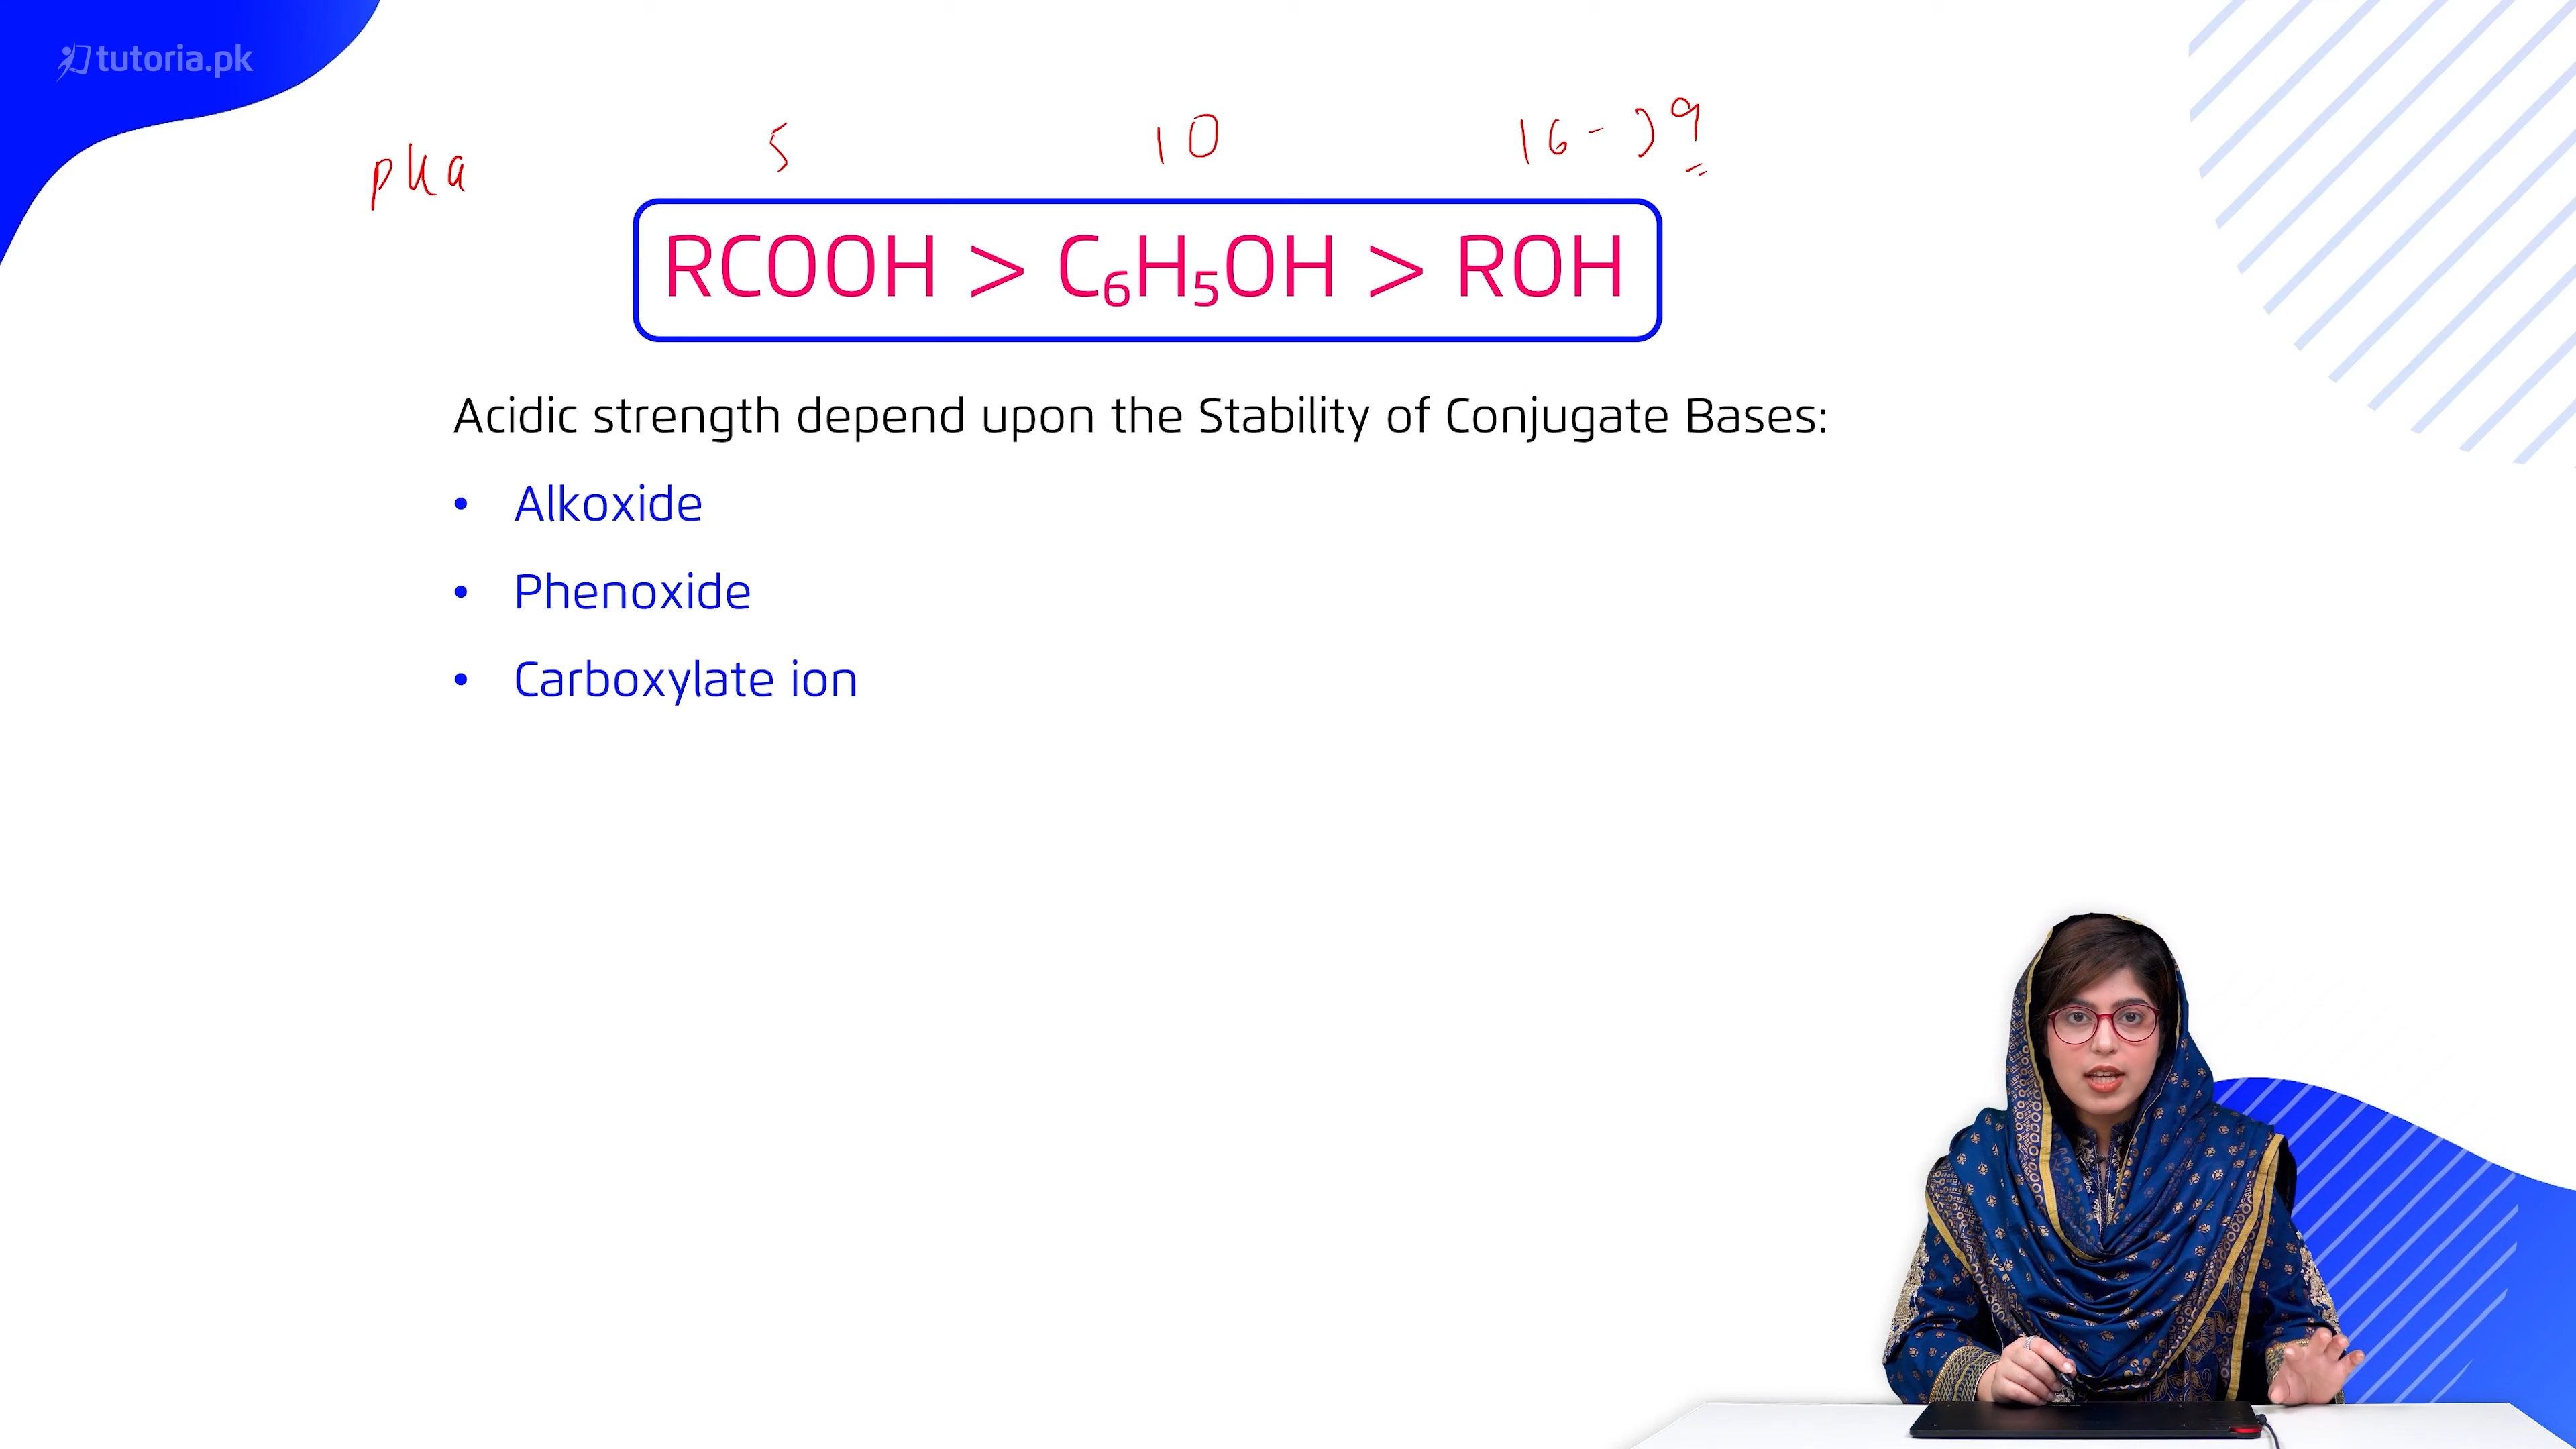 tutoria.pk
pka 5 10 16-
RCOOH > C₆H₅OH > ROH
Acidic strength depend upon the Stability of Conjugate Bases:
• Alkoxide
• Phenoxide
• Carboxylate ion